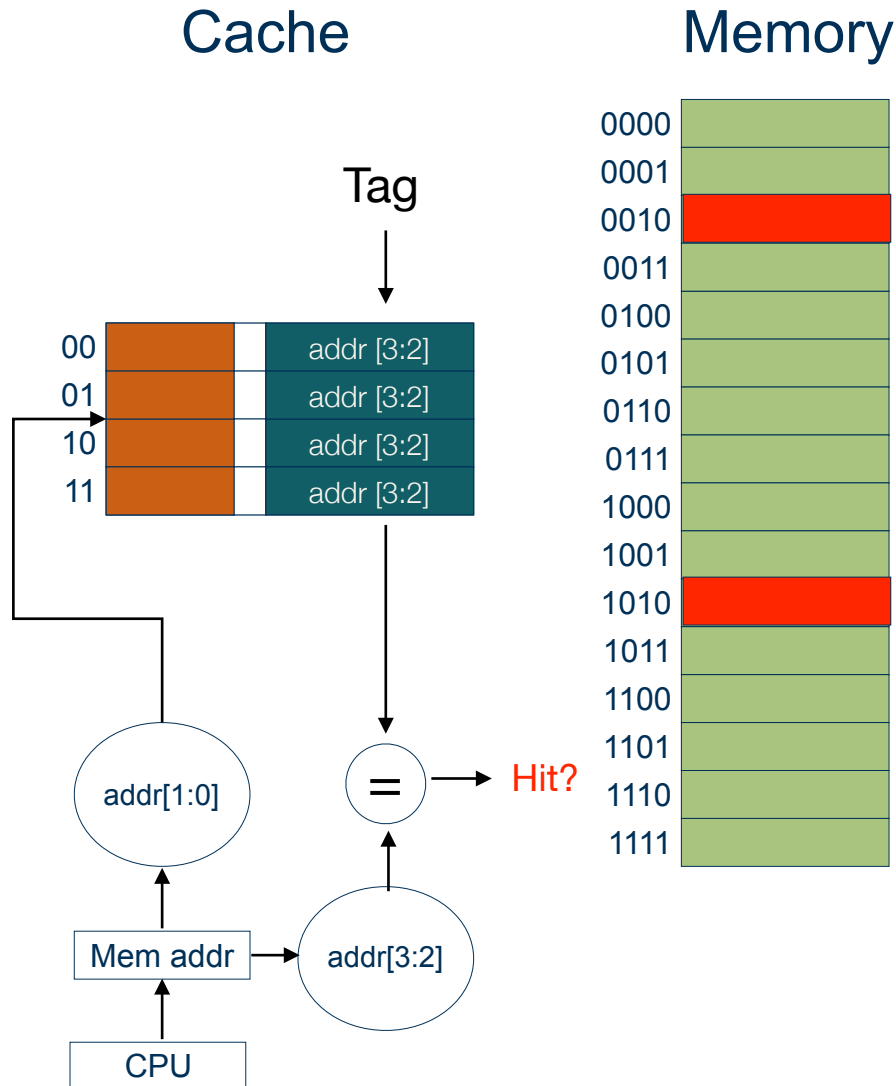 Cache
Memory
Tag
00
01
10
11
addr [3:2]
addr [3:2]
addr [3:2]
addr [3:2]
addr[1:0]
=
Hit?
Mem addr
addr[3:2]
CPU
0000
0001
0010
0011
0100
0101
0110
0111
1000
1001
1010
1011
1100
1101
1110
1111